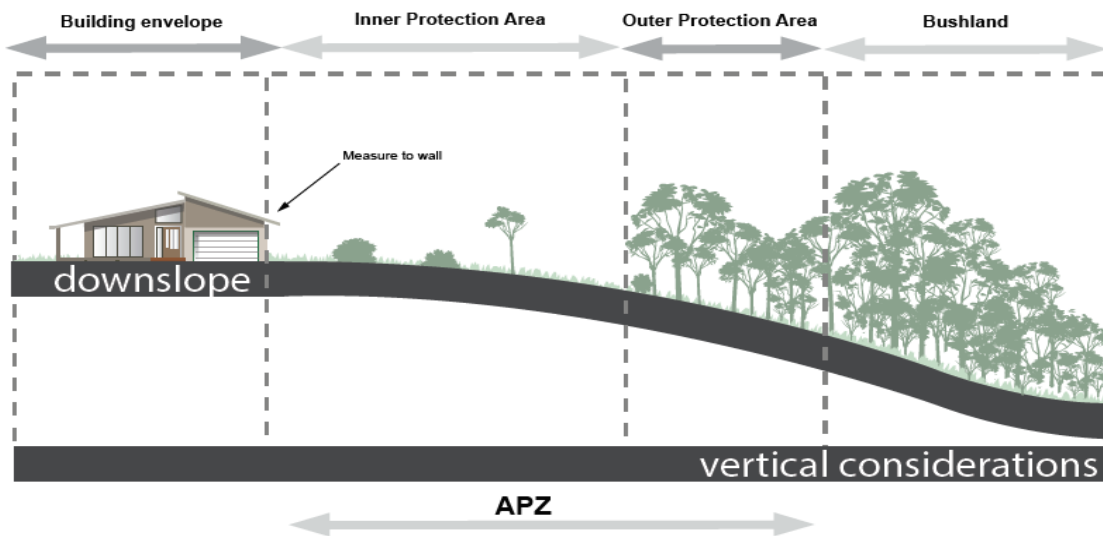 Building envelope
Inner Protection Area
Outer Protection Area
Bushland
Measure to wall
downslope
vertical considerations
APZ